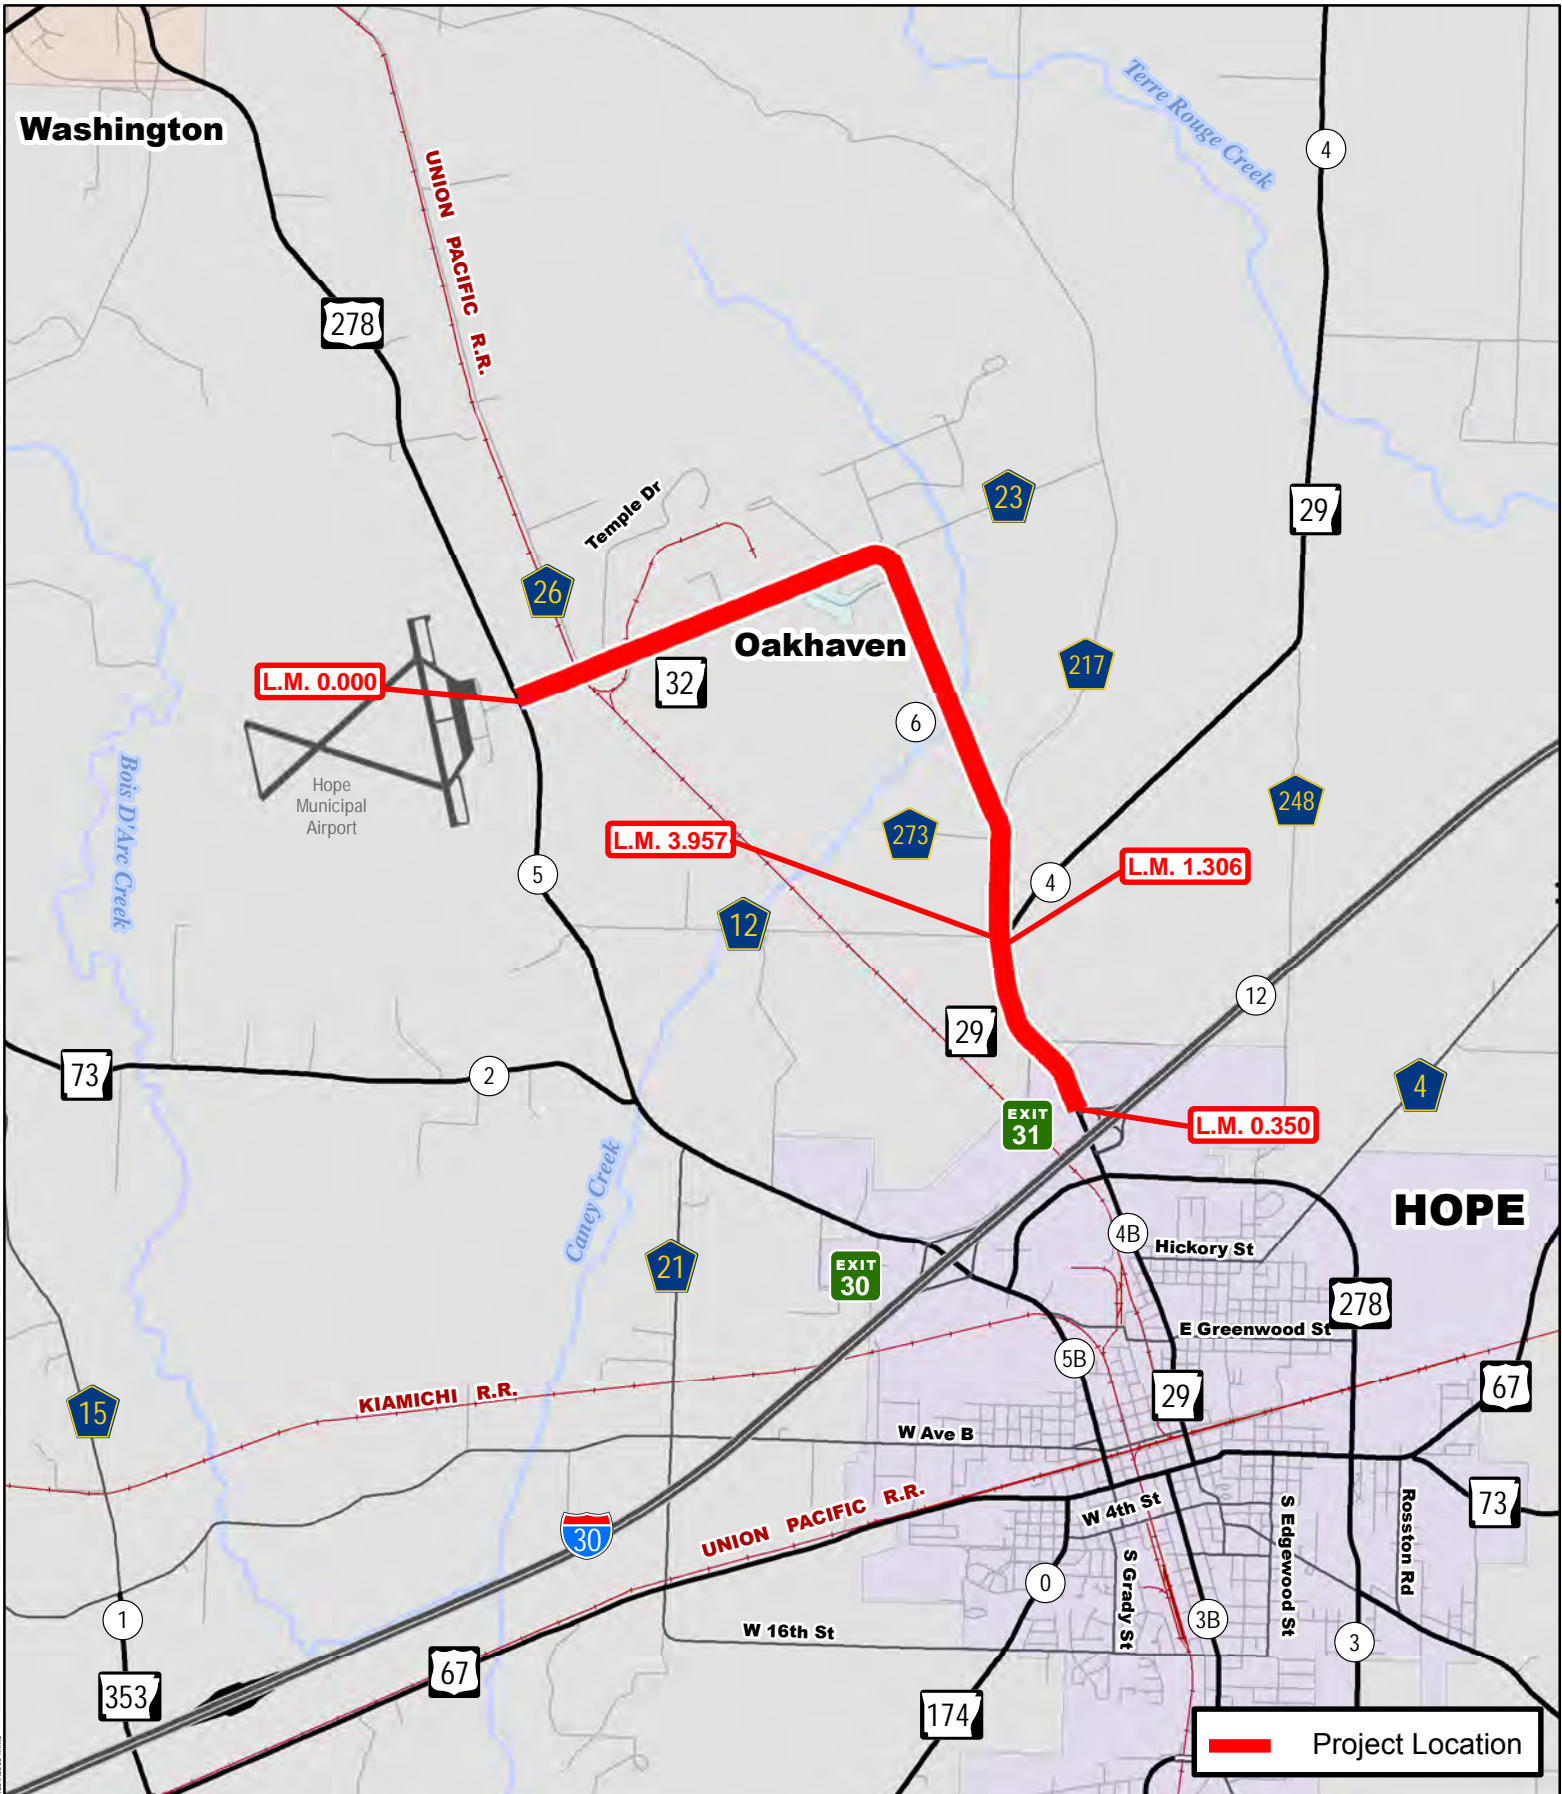 Washington
UNION PACIFIC R.R.
Terre Rouge Creek
4
278
Temple Dr
23
29
26
Oakhaven
217
L.M. 0.000
32
6
Hope
Municipal
Airport
Bois D'Arc Creek
248
L.M. 3.957
273
L.M. 1.306
5
4
12
12
29
73
2
4
EXIT
31
L.M. 0.350
Caney Creek
HOPE
4B
Hickory St
21
EXIT
30
278
E Greenwood St
5B
67
29
KIAMICHI R.R.
15
W Ave B
73
UNION PACIFIC R.R.
W 4th St
S Edgewood St
Rosston Rd
30
S Grady St
0
1
3B
W 16th St
3
67
353
174
Project Location